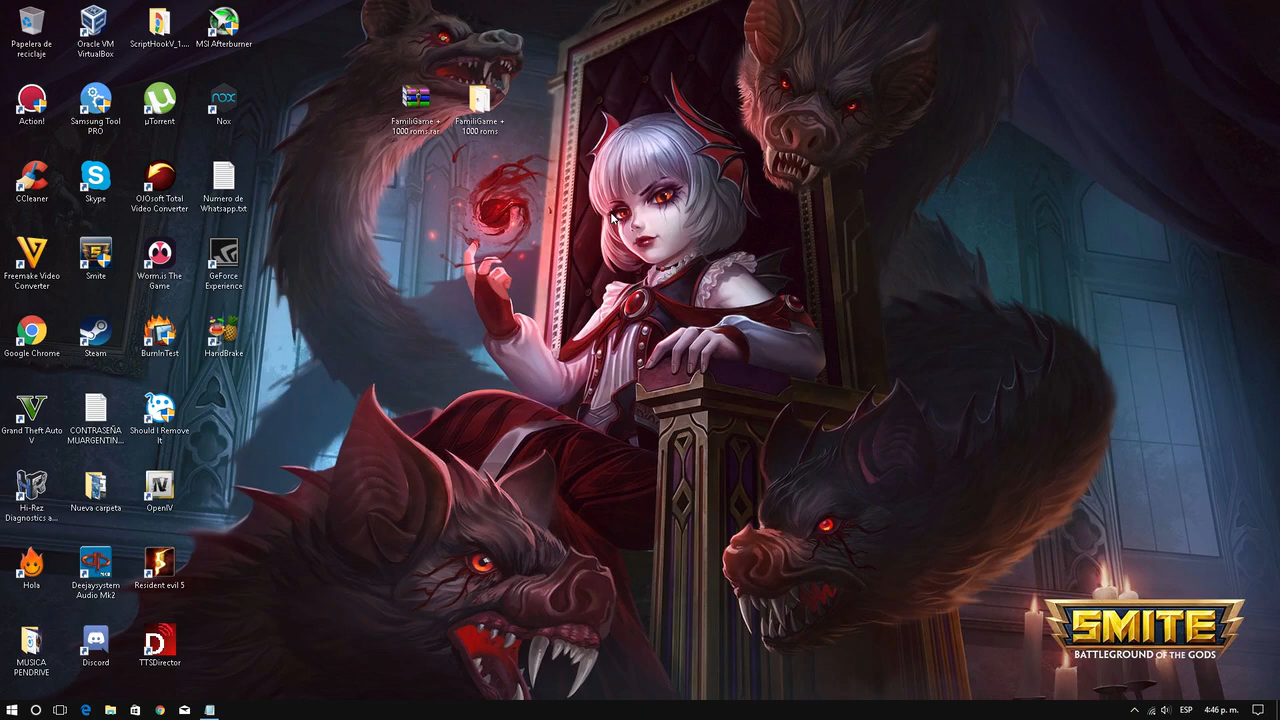 Papelera de
reciclaje
Oracle VM
VirtualBox
ScriptHookV_1....
MSI Afterburner
Action!
Samsung Tool
PRO
µTorrent
Nox
FamiliGame +
1000 roms.rar
FamiliGame +
1000 roms
CCleaner
Skype
OJOsoft Total
Video Converter
Numero de
Whatsapp.txt
Freemake Video
Converter
Smite
Worm.is The
Game
GeForce
Experience
Google Chrome
Steam
BurnInTest
HandBrake
Grand Theft Auto
V
CONTRASEÑA
MUARGENTIN...
Should I Remove
It
Hi-Rez
Diagnostics a...
Nueva carpeta
OpenIV
Hola
Deejaysystem
Audio Mk2
Resident evil 5
MUSICA
PENDRIVE
Discord
TTSDirector
SMITE
BATTLEGROUND OF THE GODS
ESP
4:46 p. m.